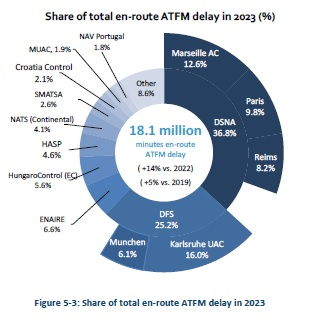 Share of total en-route ATFM delay in 2023 (%)
NAV Portugal
1.8%
MUAC, 1.9%
Croatia Control
2.1%
SMATSA
2.6%
NATS (Continental)
4.1%
HASP
4.6%
HungaroControl (EC)
5.6%
ENAIRE
6.6%
Other
8.6%
Marseille AC
12.6%
Paris
9.8%
DSNA
36.8%
Reims
8.2%
18.1 million
minutes en-route
ATFM delay
( +14% vs. 2022)
( +5% vs. 2019)
DFS
25.2%
Munchen
6.1%
Karlsruhe UAC
16.0%
Figure 5-3: Share of total en-route ATFM delay in 2023